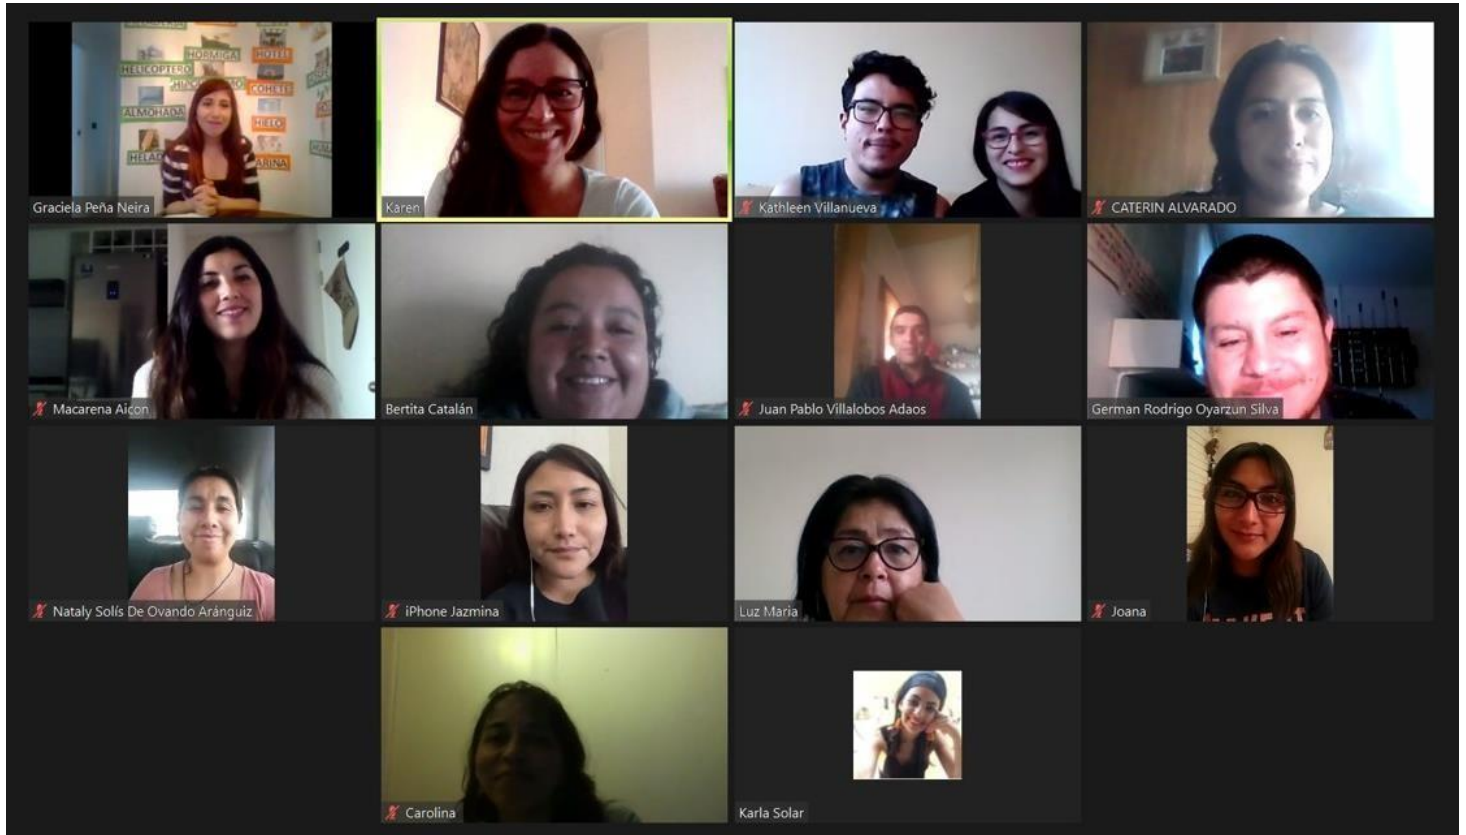 HORMIGA
HOTEL
HELICOPTERO
COHETE
ALMOHADA
HIELO
Graciela Peña Neira
Karen
Kathleen Villanueva
CATERIN ALVARADO
Macarena Aicon
Bertita Catalán
Juan Pablo Villalobos Adaos
German Rodrigo Oyarzun Silva
Nataly Solís De Ovando Aránguiz
iPhone Jazmina
Luz Maria
Joana
Carolina
Karla Solar